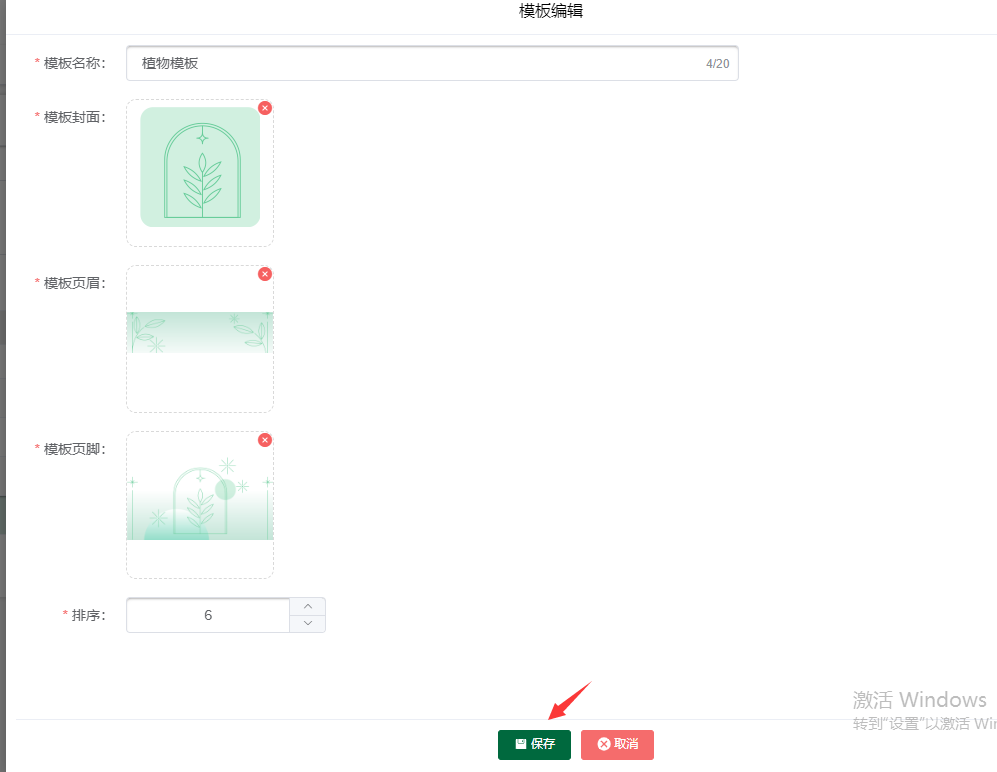 模板编辑
* 模板名称: 植物模板 4/20
* 模板封面:
* 模板页眉:
* 模板页脚:
* 排序: 6
激活 Windows
转到"设置"以激活 Win
保存 取消